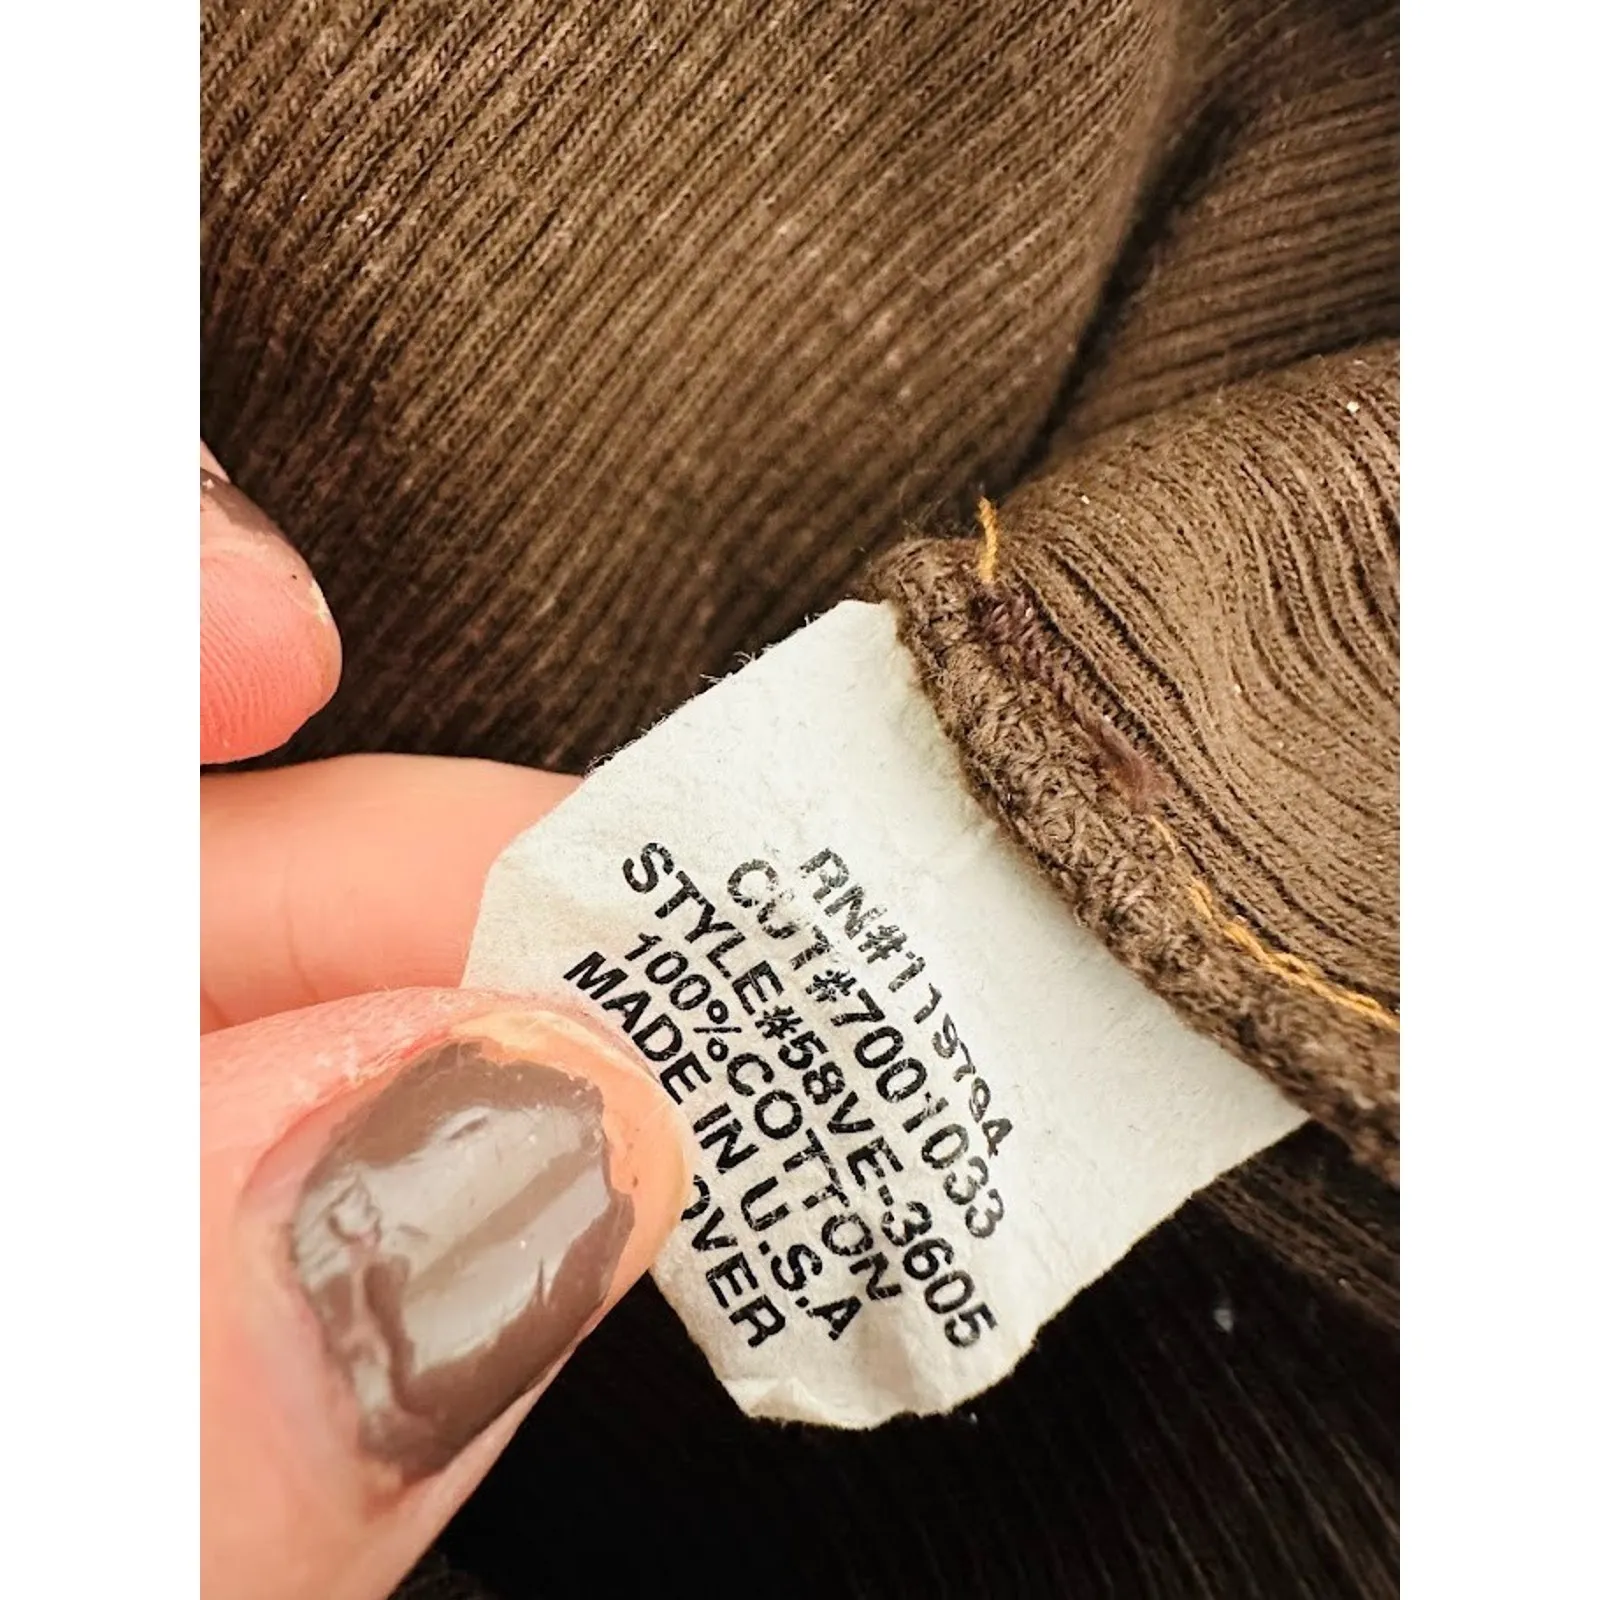 RN#119794
CUT#7001033
STYLE#58VE-3605
100%COTTON
MADE IN U.S.A
OVER